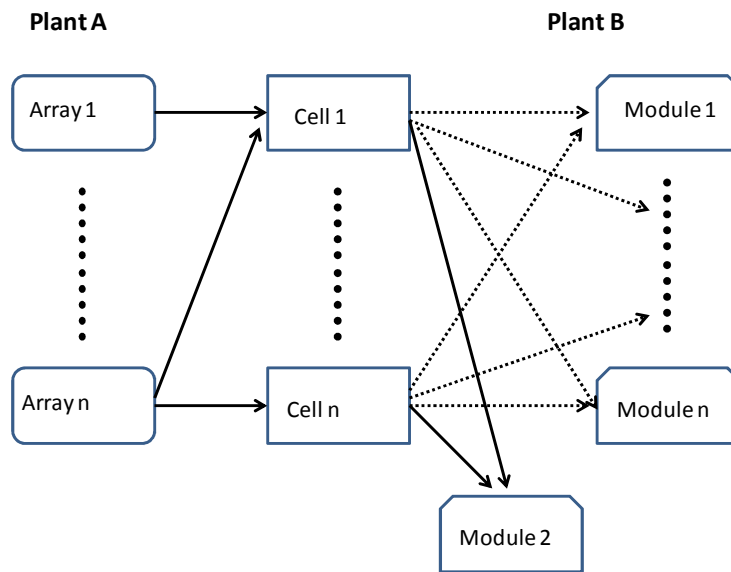 Plant A
Plant B
Array 1
Cell 1
Module 1
Array n
Cell n
Module n
Module 2